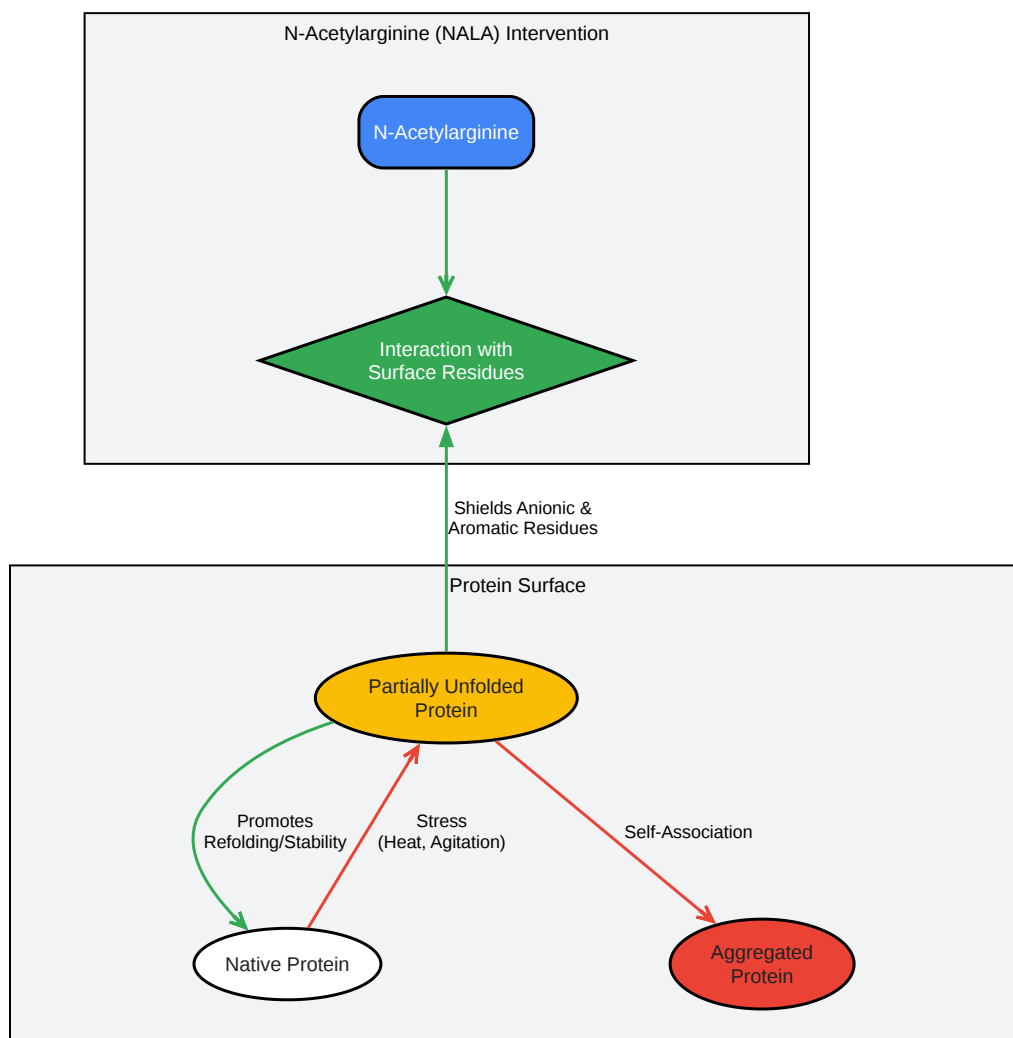 N-Acetylarginine (NALA) Intervention
N-Acetylarginine
Interaction with
Surface Residues
Shields Anionic &
Aromatic Residues
Protein Surface
Partially Unfolded
Protein
Promotes
Refolding/Stability
Stress
(Heat, Agitation)
Self-Association
Native Protein
Aggregated
Protein